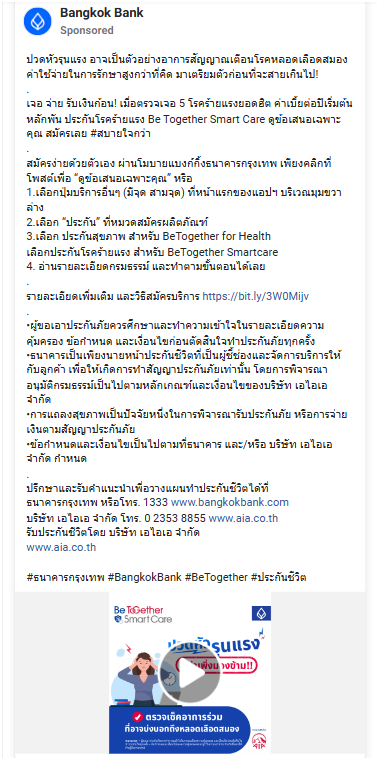 Bangkok Bank
Sponsored
ปวดหัวรุนแรง อาจเป็นตัวอย่างอาการสัญญาณเตือนโรคหลอดเลือดสมอง
ค่าใช้จ่ายในการรักษาสูงกว่าที่คิด มาเตรียมตัวก่อนที่จะสายเกินไป!
.
เจอ จ่าย รับเงินก้อน! เมื่อตรวจเจอ 5 โรคร้ายแรงยอดฮิต ค่าเบี้ยต่อปีเริ่มต้น
หลักพัน ประกันโรคร้ายแรง Be Together Smart Care ดูข้อเสนอเฉพาะ
คุณ สมัครเลย #สบายใจกว่า
.
สมัครง่ายด้วยตัวเอง ผ่านโมบายแบงก์กิ้งธนาคารกรุงเทพ เพียงคลิกที่
โพสต์เพื่อ “ดูข้อเสนอเฉพาะคุณ” หรือ
1.เลือกปุ่มบริการอื่นๆ (มีจุด สามจุด) ที่หน้าแรกของแอปฯ บริเวณมุมขวา
ล่าง
2.เลือก “ประกัน” ที่หมวดสมัครผลิตภัณฑ์
3.เลือก ประกันสุขภาพ สำหรับ BeTogether for Health
เลือกประกันโรคร้ายแรง สำหรับ BeTogether Smartcare
4. อ่านรายละเอียดกรมธรรม์ และทำตามขั้นตอนได้เลย
.
รายละเอียดเพิ่มเติม และวิธีสมัครบริการ https://bit.ly/3W0Mijv
.
•ผู้ขอเอาประกันภัยควรศึกษาและทำความเข้าใจในรายละเอียดความ
คุ้มครอง ข้อกำหนด และเงื่อนไขก่อนตัดสินใจทำประกันภัยทุกครั้ง
•ธนาคารเป็นเพียงนายหน้าประกันชีวิตที่เป็นผู้ชี้ช่องและจัดการบริการให้
กับลูกค้า เพื่อให้เกิดการทำสัญญาประกันภัยเท่านั้น โดยการพิจารณา
อนุมัติกรมธรรม์เป็นไปตามหลักเกณฑ์และเงื่อนไขของบริษัท เอไอเอ
จำกัด
•การแถลงสุขภาพเป็นปัจจัยหนึ่งในการพิจารณารับประกันภัย หรือการจ่าย
เงินตามสัญญาประกันภัย
•ข้อกำหนดและเงื่อนไขเป็นไปตามที่ธนาคาร และ/หรือ บริษัท เอไอเอ
จำกัด กำหนด
.
ปรึกษาและรับคำแนะนำเพื่อวางแผนทำประกันชีวิตได้ที่
ธนาคารกรุงเทพ หรือโทร. 1333 www.bangkokbank.com
บริษัท เอไอเอ จำกัด โทร. 0 2353 8855 www.aia.co.th
รับประกันชีวิตโดย บริษัท เอไอเอ จำกัด
www.aia.co.th
#ธนาคารกรุงเทพ #BangkokBank #BeTogether #ประกันชีวิต
Be Together
Smart Care
ปวดหัวรุนแรง
มองข้าม!!
ตรวจเช็คอาการร่วม
ที่อาจบ่งบอกถึงหลอดเลือดสมอง
AIA